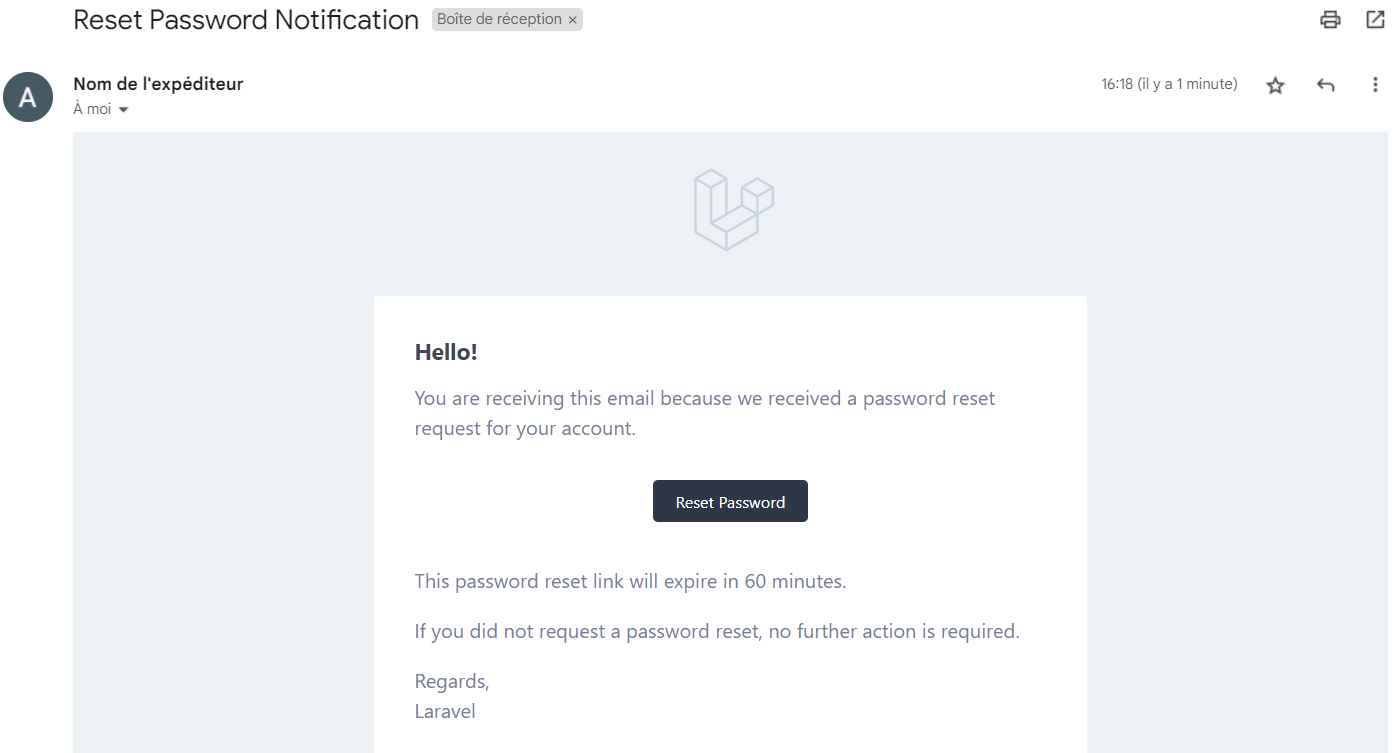 Reset Password Notification Boîte de réception ×
A
Nom de l'expéditeur 16:18 (il y a 1 minute)
À moi
Hello!
You are receiving this email because we received a password reset
request for your account.
Reset Password
This password reset link will expire in 60 minutes.
If you did not request a password reset, no further action is required.
Regards,
Laravel